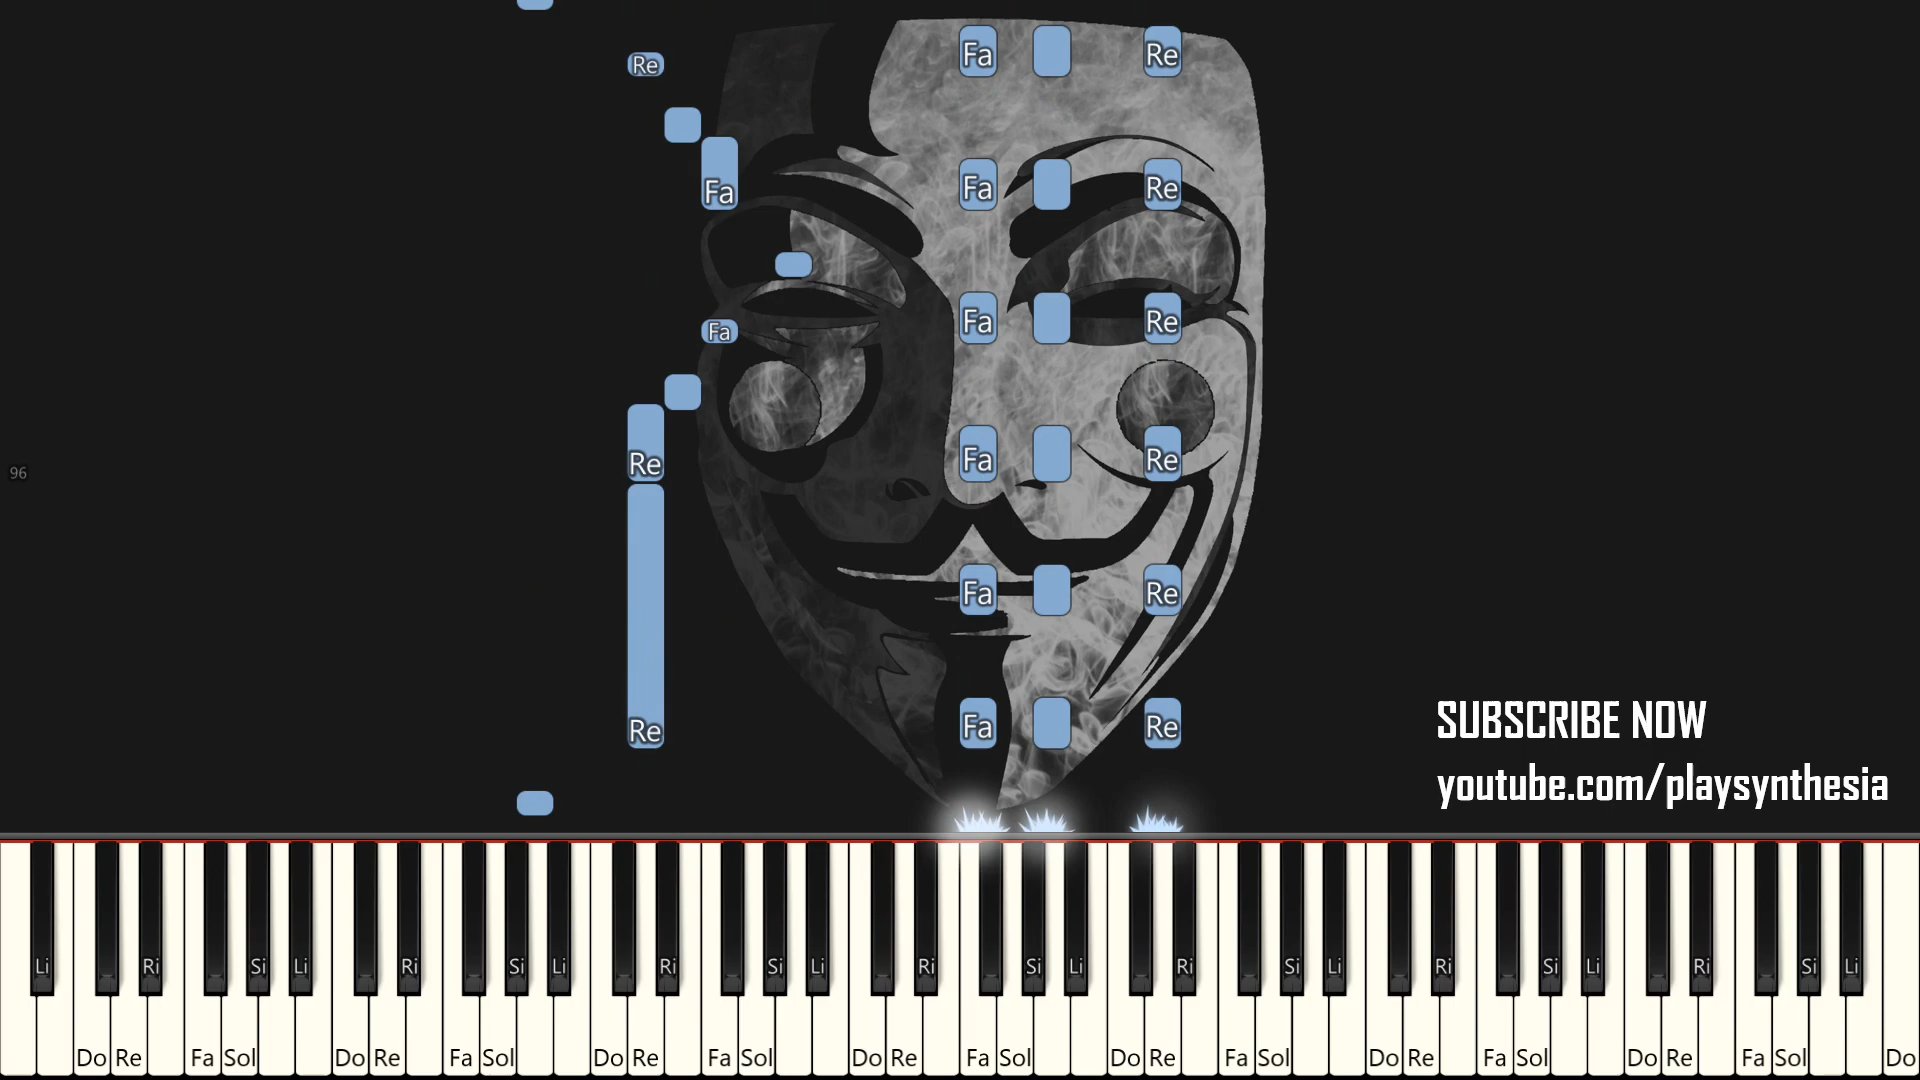 Fa Re
Re
Fa Re
Fa
Fa Re
Fa
96
Fa Re
Re
Fa Re
Fa Re
Re
SUBSCRIBE NOW
youtube.com/playsynthesia
Li Ri Si Li Ri Si Li Ri Si Li Ri Si Li Ri Si Li Ri Si Li Ri Si Li
Do Re Fa Sol Do Re Fa Sol Do Re Fa Sol Do Re Fa Sol Do Re Fa Sol Do Re Fa Sol Do Re Fa Sol Do